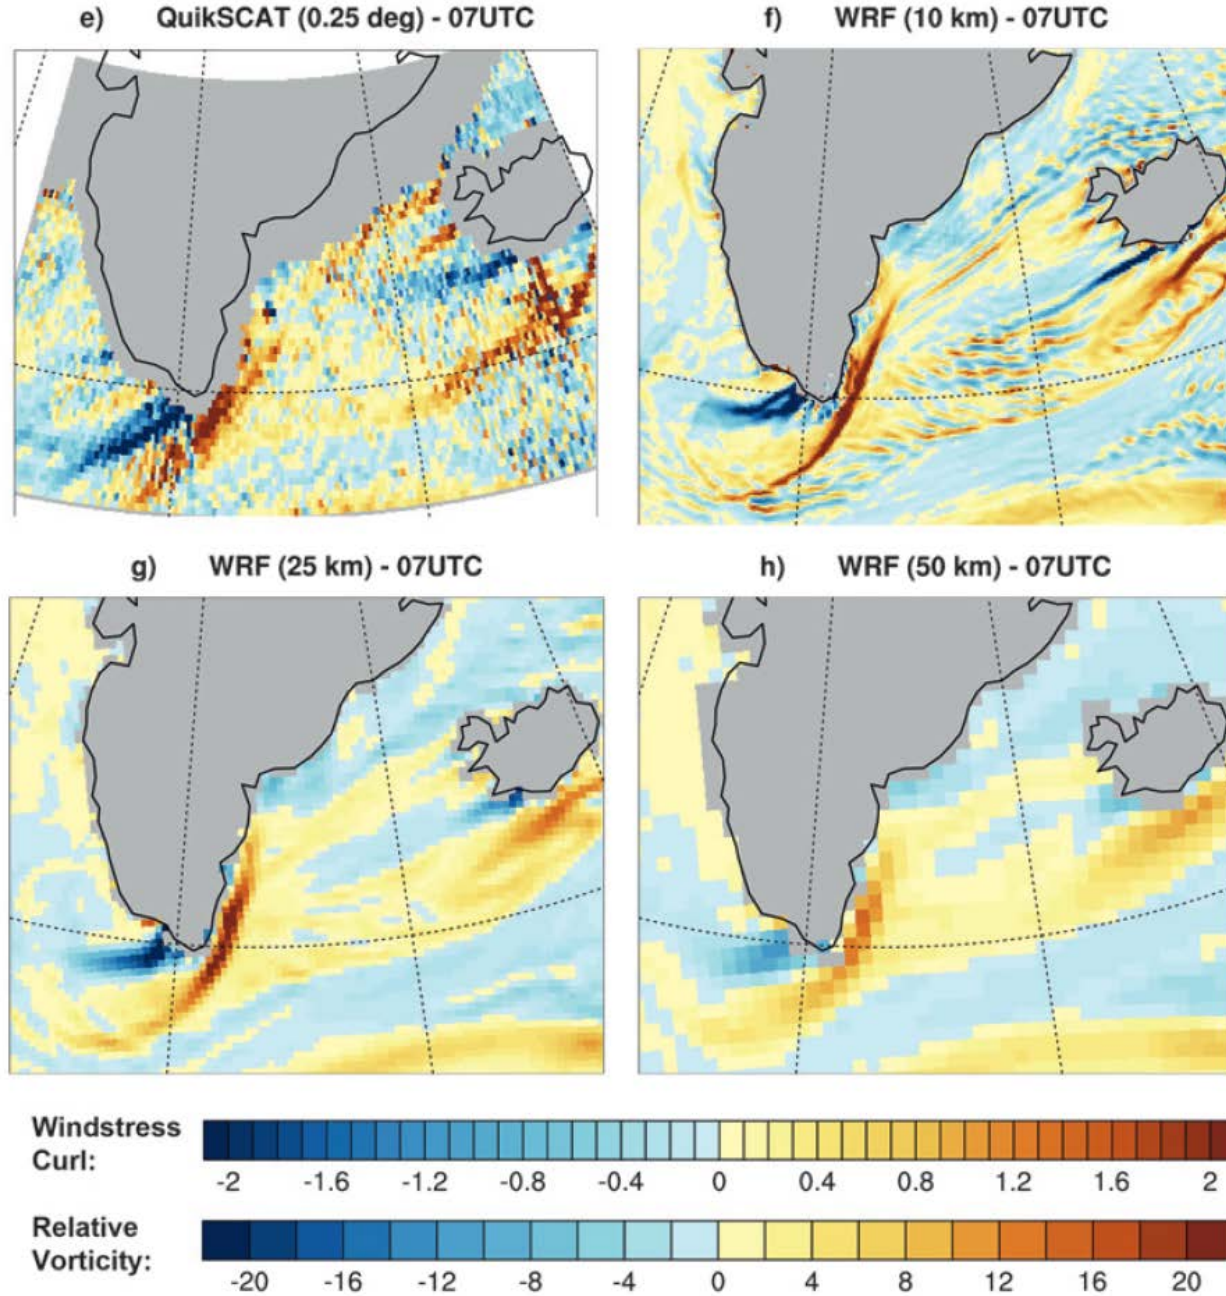 e) QuikSCAT (0.25 deg) - 07UTC
f) WRF (10 km) - 07UTC
g) WRF (25 km) - 07UTC
h) WRF (50 km) - 07UTC
Windstress
Curl:
-2 -1.6 -1.2 -0.8 -0.4 0 0.4 0.8 1.2 1.6 2
Relative
Vorticity:
-20 -16 -12 -8 -4 0 4 8 12 16 20